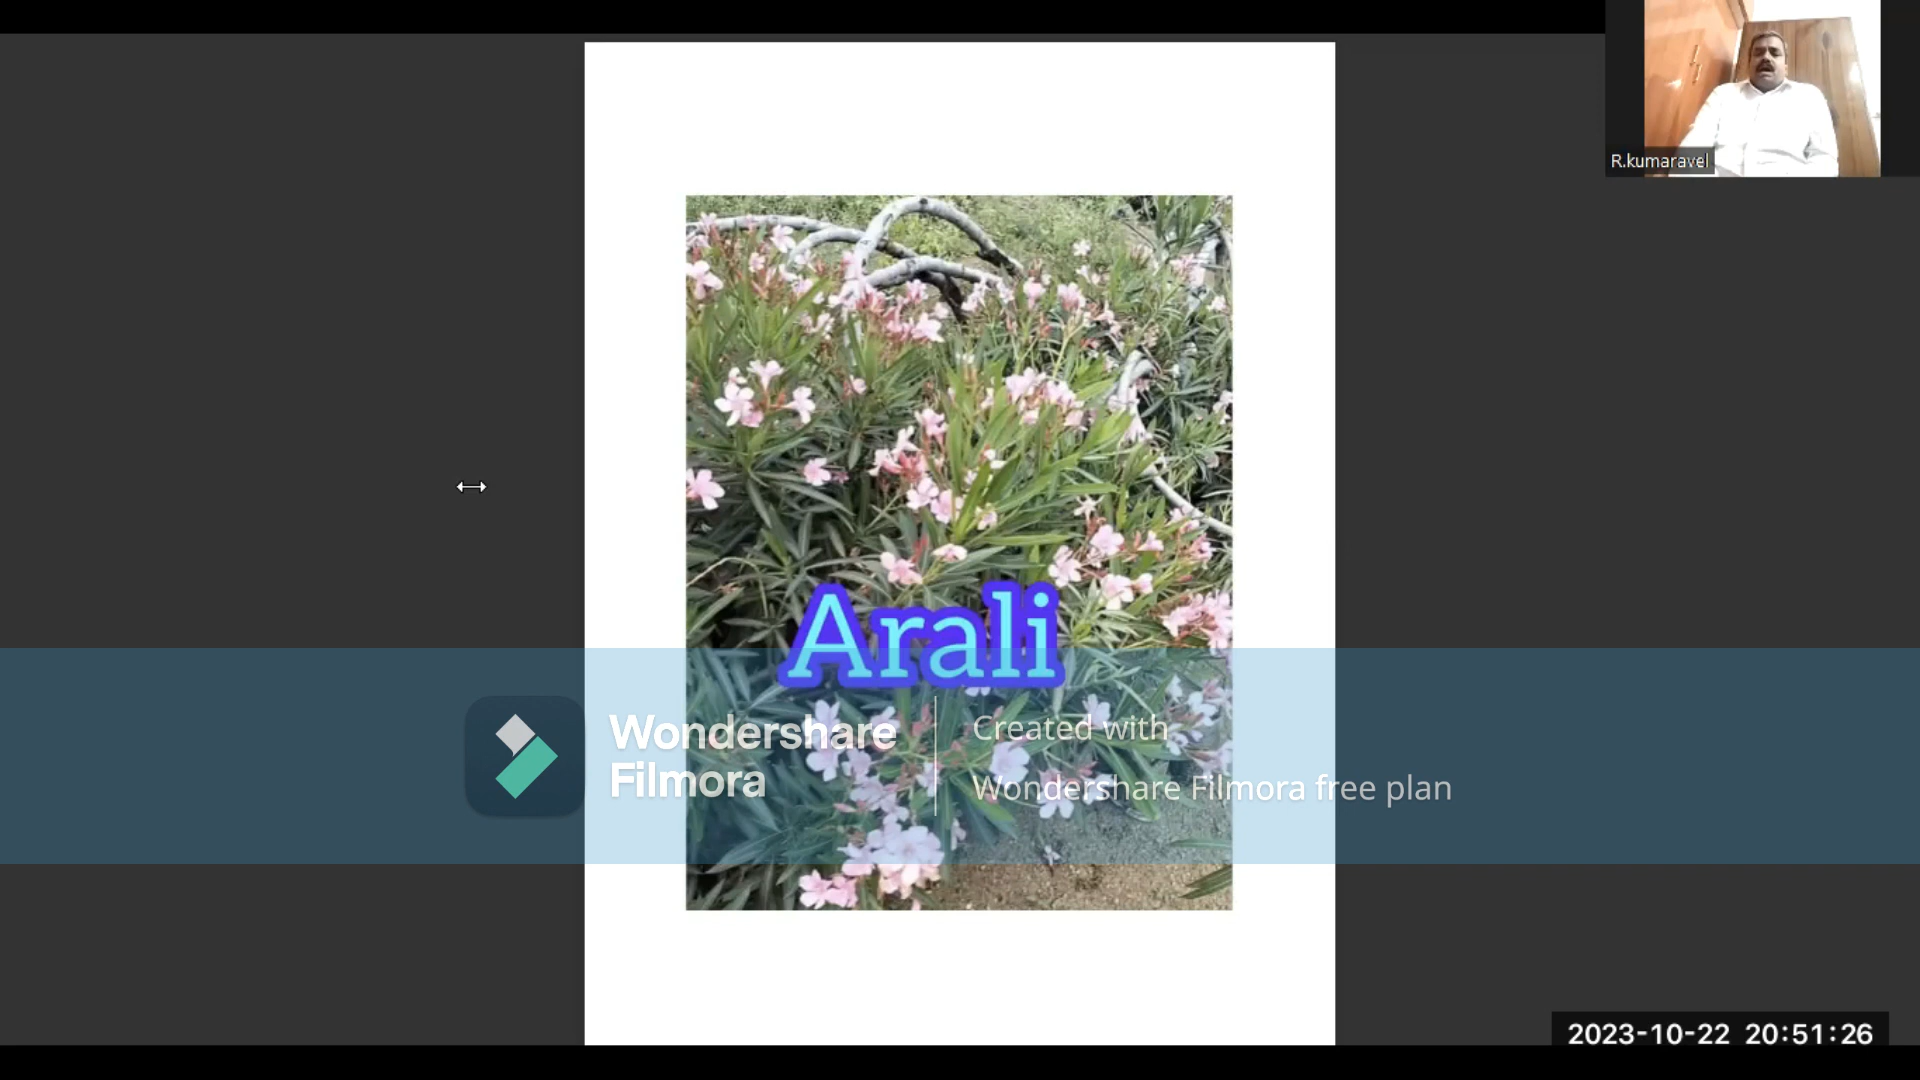 R.kumaravel
Arali
Wondershare
Filmora
Created with
Wondershare Filmora free plan
2023-10-22 20:51:26